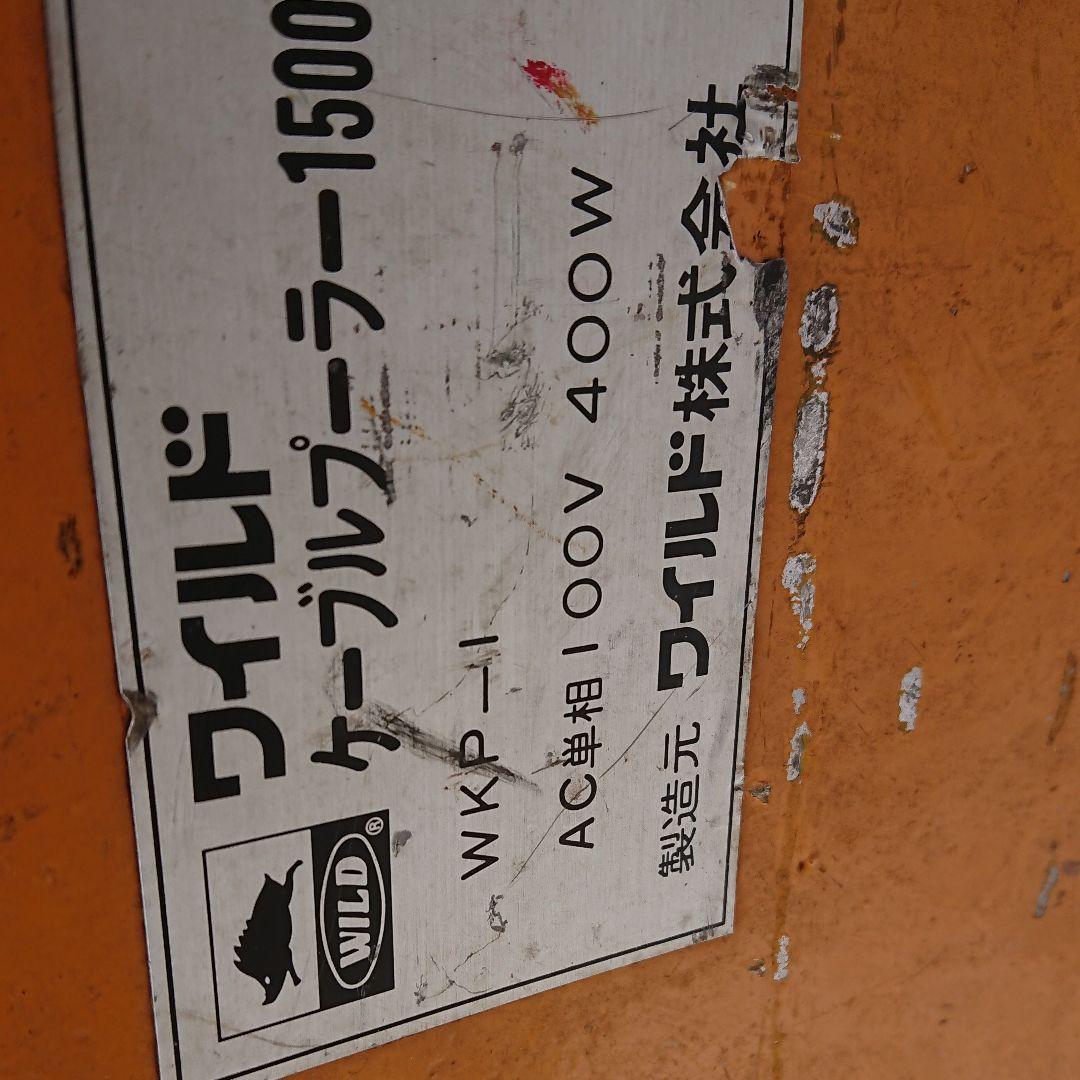 ワイルド
ケーブルプーラー1500
WILD®
WKP-1
AC単相100V 400W
製造元 ワイルド株式会社